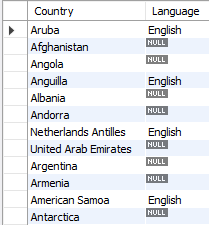 Country Language
Aruba English
Afghanistan NULL
Angola NULL
Anguilla English
Albania NULL
Andorra NULL
Netherlands Antilles English
United Arab Emirates NULL
Argentina NULL
Armenia NULL
American Samoa English
Antarctica NULL